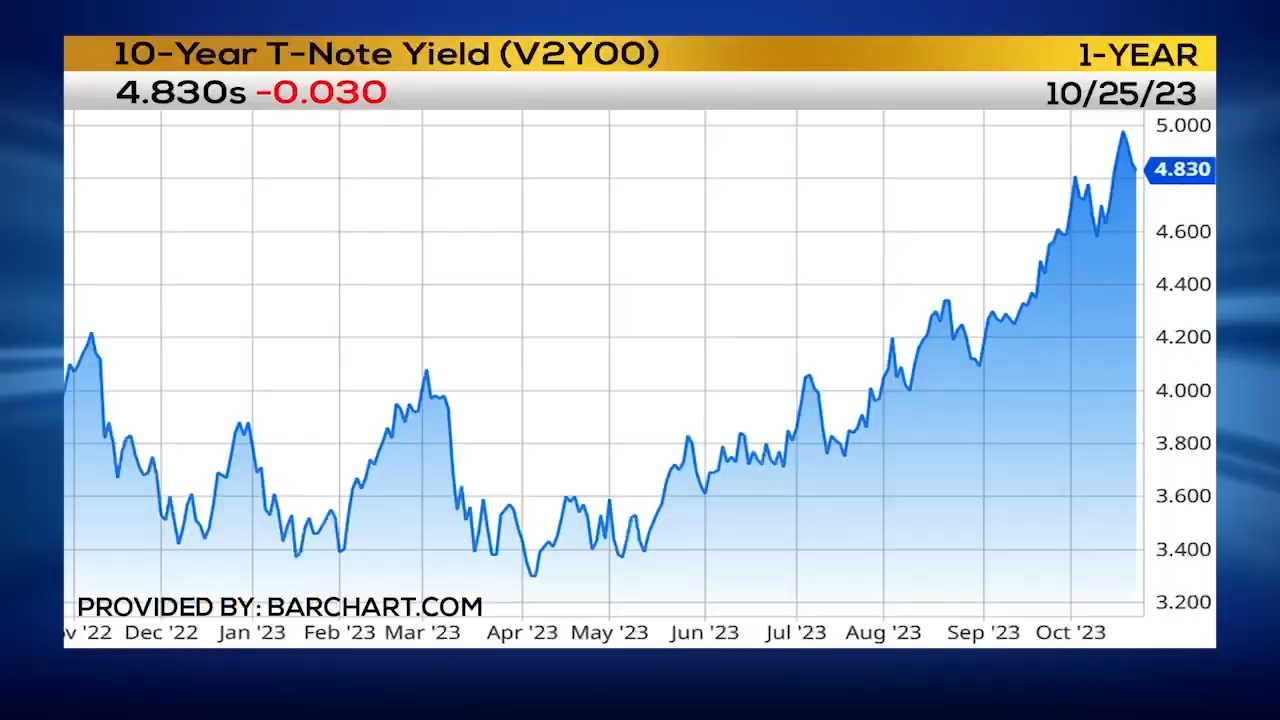 10-Year T-Note Yield (V2Y00) 1-YEAR
4.830s -0.030 10/25/23
5.000
4.830
4.600
4.400
4.200
4.000
3.800
3.600
3.400
3.200
PROVIDED BY: BARCHART.COM
ov '22 Dec '22 Jan '23 Feb '23 Mar '23 Apr '23 May '23 Jun '23 Jul '23 Aug '23 Sep '23 Oct '23